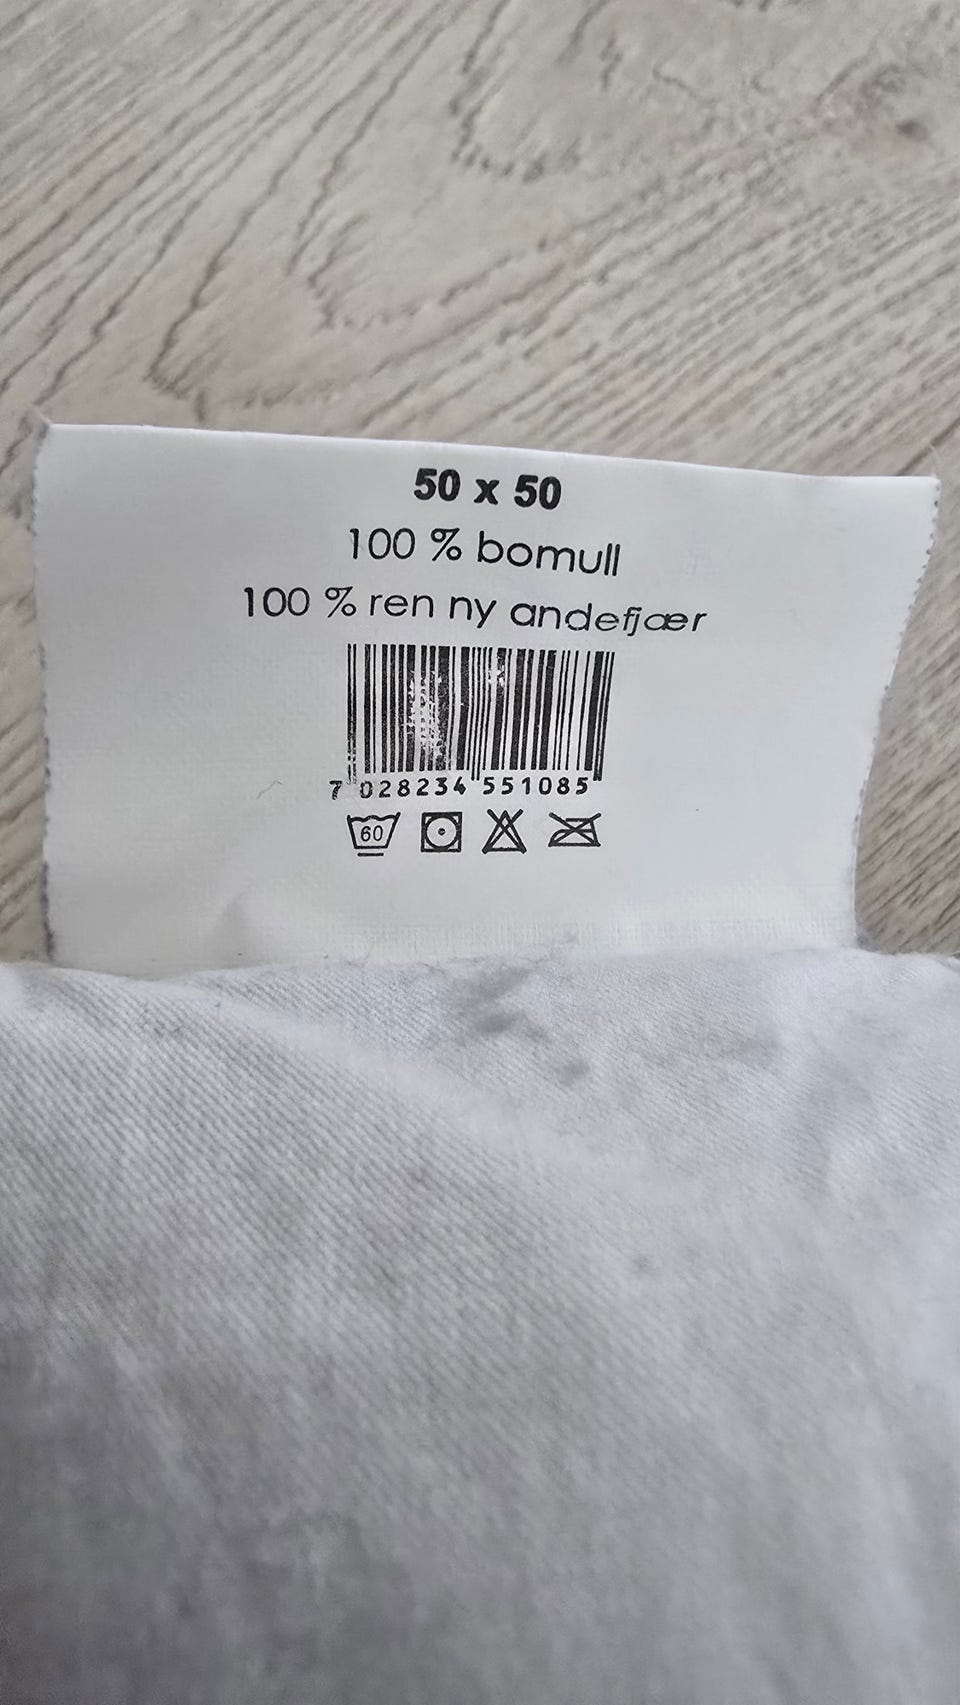 50 x 50
100 % bomull
100 % ren ny andefjær
7 028234 551085
60